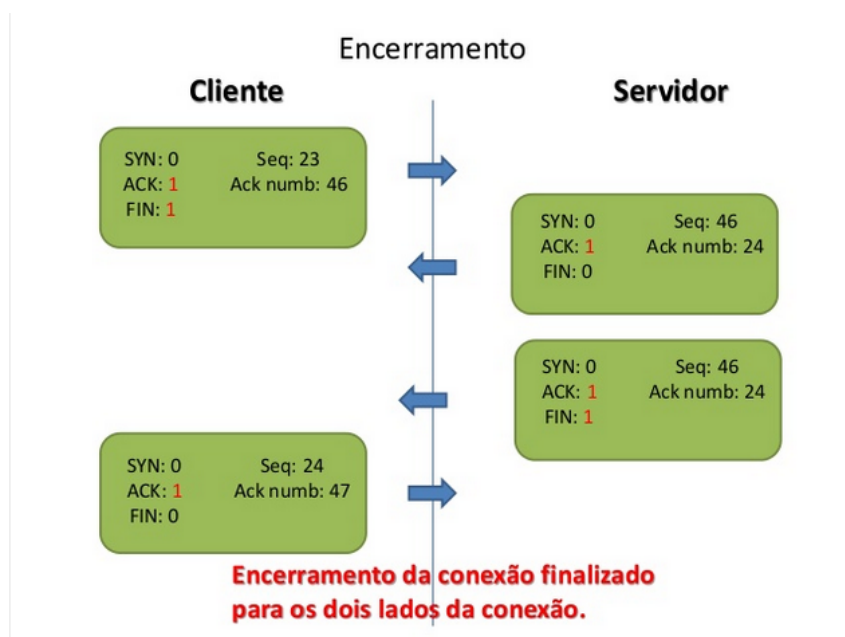 Encerramento
Cliente
Servidor
SYN: 0 Seq: 23
ACK: 1 Ack numb: 46
FIN: 1
SYN: 0 Seq: 46
ACK: 1 Ack numb: 24
FIN: 0
SYN: 0 Seq: 46
ACK: 1 Ack numb: 24
FIN: 1
SYN: 0 Seq: 24
ACK: 1 Ack numb: 47
FIN: 0
Encerramento da conexão finalizado
para os dois lados da conexão.